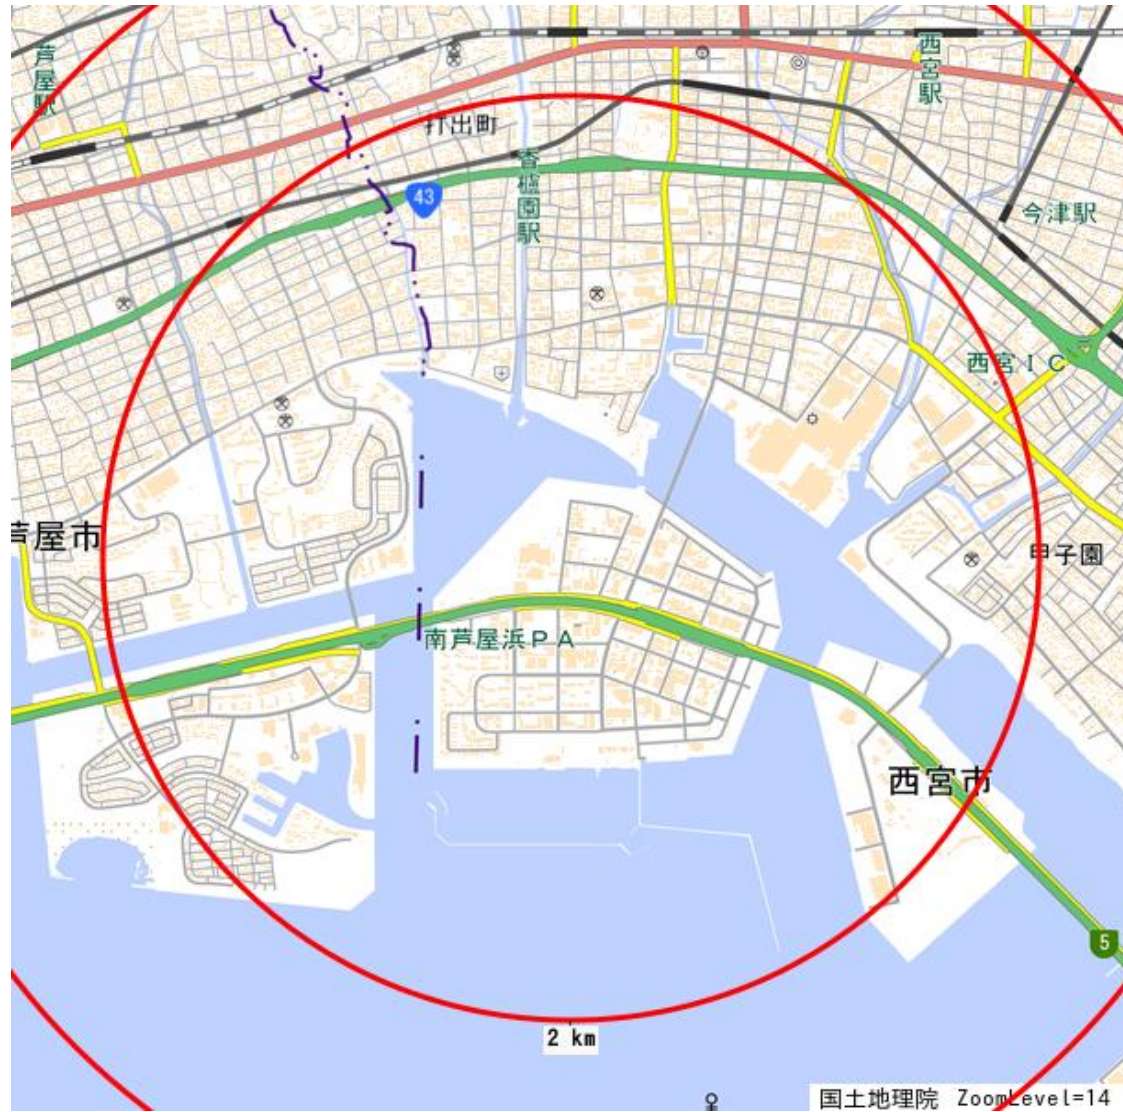 芦屋駅
西宮駅
打出町
香櫨園駅
43
今津駅
西宮IC
芦屋市
甲子園
南芦屋浜PA
西宮市
5
2 km
国土地理院 ZoomLevel=14